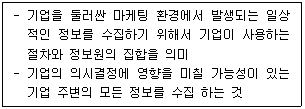 - 기업을 둘러싼 마케팅 환경에서 발생되는 일상
적인 정보를 수집하기 위해서 기업이 사용하는
절차와 정보원의 집합을 의미
- 기업의 의사결정에 영향을 미칠 가능성이 있는
기업 주변의 모든 정보를 수집 하는 것